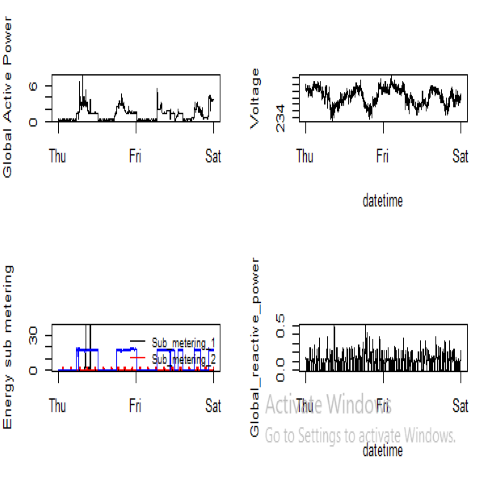 Global Active Power
0 6
Thu Fri Sat
Voltage
234
Thu Fri Sat
datetime
Energy sub metering
0 30
Sub_metering_1
Sub_metering_2
Thu Fri Sat
Global_reactive_power
0.0 0.5
Thu Fri Sat
datetime
Activate Windows
Go to Settings to activate Windows.